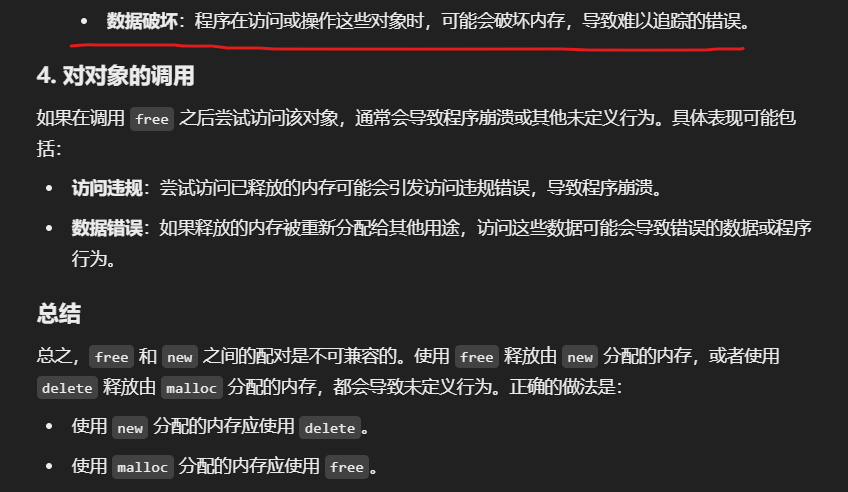 • 数据破坏：程序在访问或操作这些对象时，可能会破坏内存，导致难以追踪的错误。
4. 对对象的调用
如果在调用 free 之后尝试访问该对象，通常会导致程序崩溃或其他未定义行为。具体表现可能包
括：
• 访问违规：尝试访问已释放的内存可能会引发访问违规错误，导致程序崩溃。
• 数据错误：如果释放的内存被重新分配给其他用途，访问这些数据可能会导致错误的数据或程序
行为。
总结
总之，free 和 new 之间的配对是不可兼容的。使用 free 释放由 new 分配的内存，或者使用
delete 释放由 malloc 分配的内存，都会导致未定义行为。正确的做法是：
• 使用 new 分配的内存应使用 delete。
• 使用 malloc 分配的内存应使用 free。